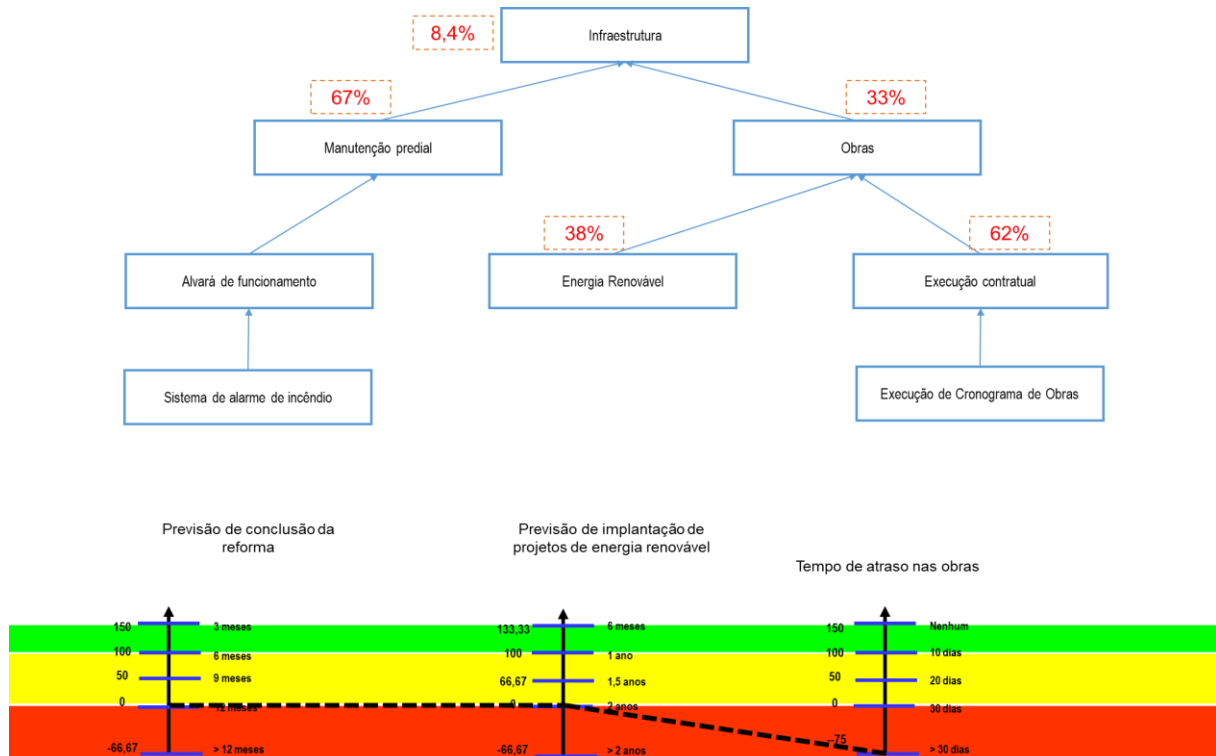 8,4%
Infraestrutura
67%
33%
Manutenção predial
Obras
38%
62%
Alvará de funcionamento
Energia Renovável
Execução contratual
Sistema de alarme de incêndio
Execução de Cronograma de Obras
Previsão de conclusão da
reforma
Previsão de implantação de
projetos de energia renovável
Tempo de atraso nas obras
150
3 meses
100
6 meses
50
9 meses
0
12 meses
-66,67
> 12 meses
133,33
6 meses
100
1 ano
66,67
1,5 anos
0
2 anos
-66,67
> 2 anos
150
Nenhum
100
10 dias
50
20 dias
0
30 dias
--75
> 30 dias